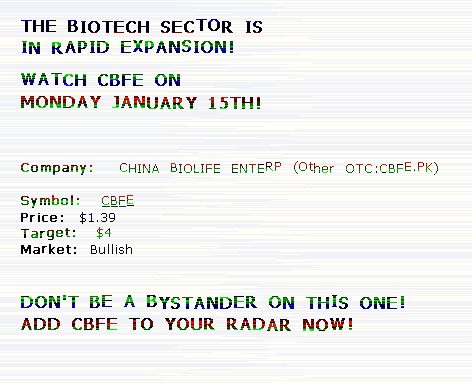 THE BIOTECH SECTOR IS
IN RAPID EXPANSION!
WATCH CBFE ON
MONDAY JANUARY 15TH!
Company: CHINA BIOLIFE ENTERP (Other OTC:CBFE.PK)
Symbol: CBFE
Price: $1.39
Target: $4
Market: Bullish
DON'T BE A BYSTANDER ON THIS ONE!
ADD CBFE TO YOUR RADAR NOW!